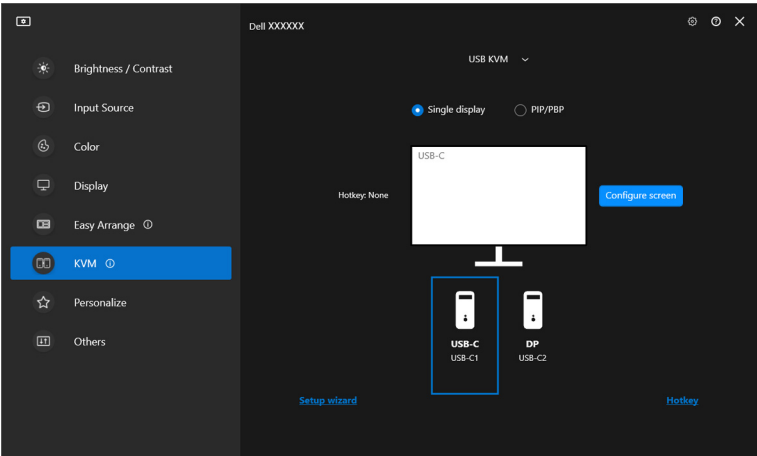 Dell XXXXXX
Brightness / Contrast
Input Source
Color
Display
Easy Arrange
KVM
Personalize
Others
USB KVM
Single display
PIP/PBP
USB-C
Hotkey: None
Configure screen
USB-C
USB-C1
DP
USB-C2
Setup wizard
Hotkey